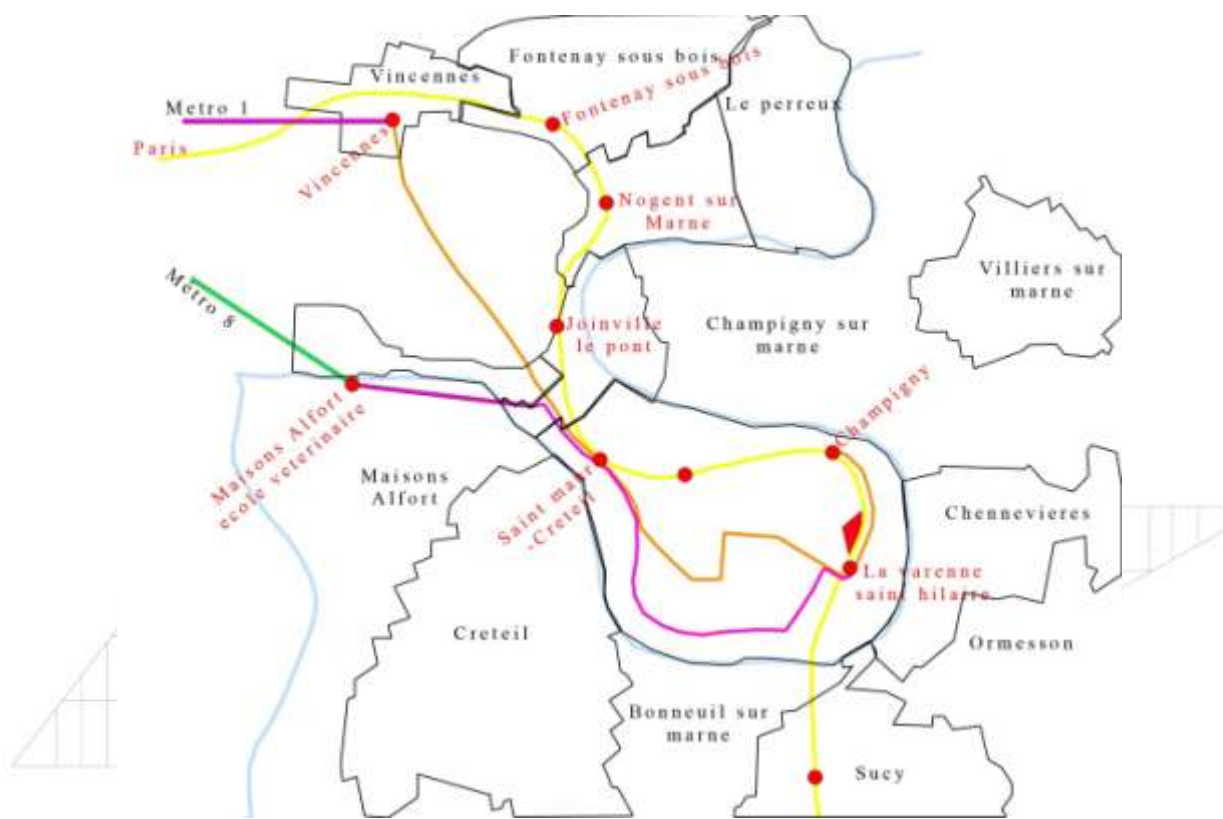 Fontenay sous bois
Vincennes
Fontenay sous bois
Le perreux
Metro 1
Paris
Vincennes
Nogent sur
Marne
Villiers sur
marne
Metro 8
Joinville
le pont
Champigny sur
marne
Champigny
Maisons Alfort
ecole veterinaire
Maisons
Alfort
Saint maur
-Creteil
Chennevieres
La varenne
saint hilaire
Creteil
Ormesson
Bonneuil sur
marne
Sucy